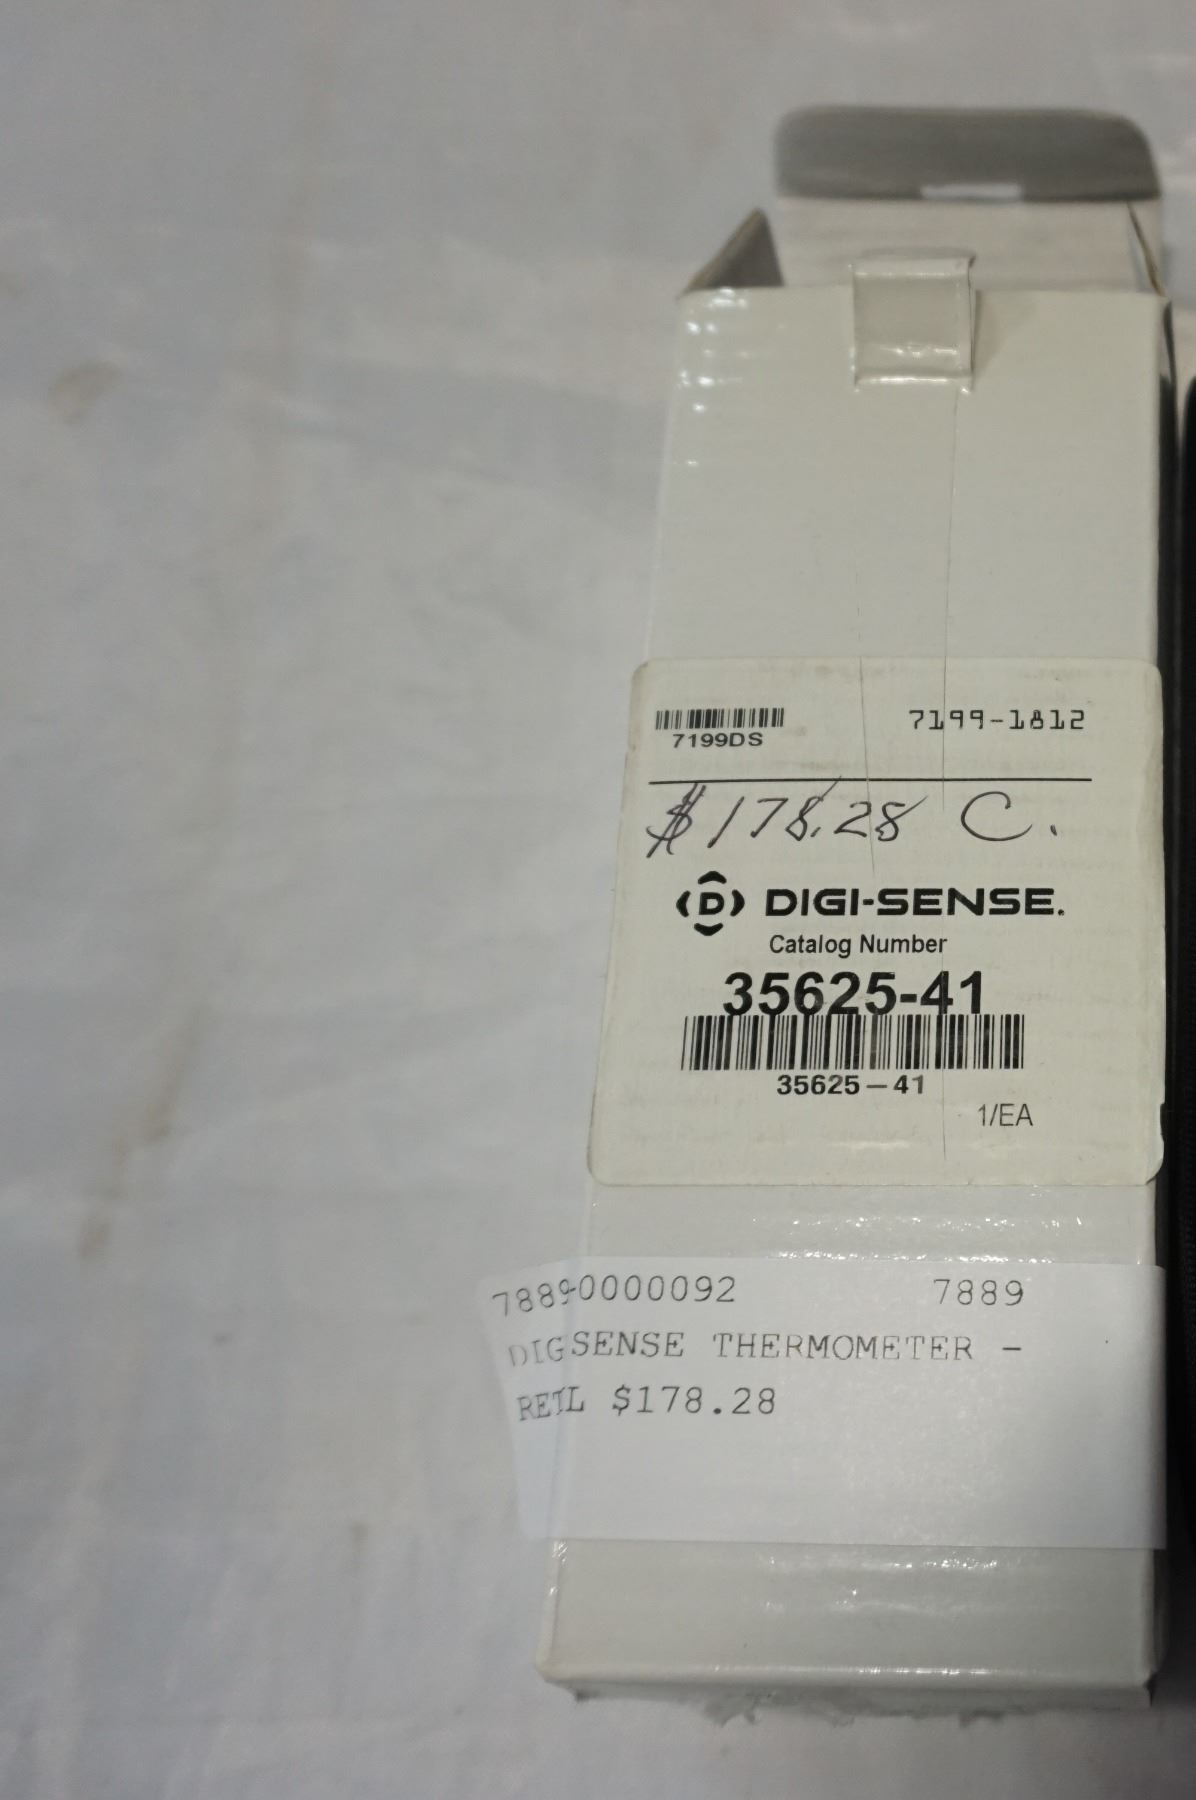 7199DS 7199-1812
$178.28 C.
D DIGI-SENSE.
Catalog Number
35625-41
35625-41
1/EA
7889-0000092 7889
DIGSENSE THERMOMETER -
RETL $178.28